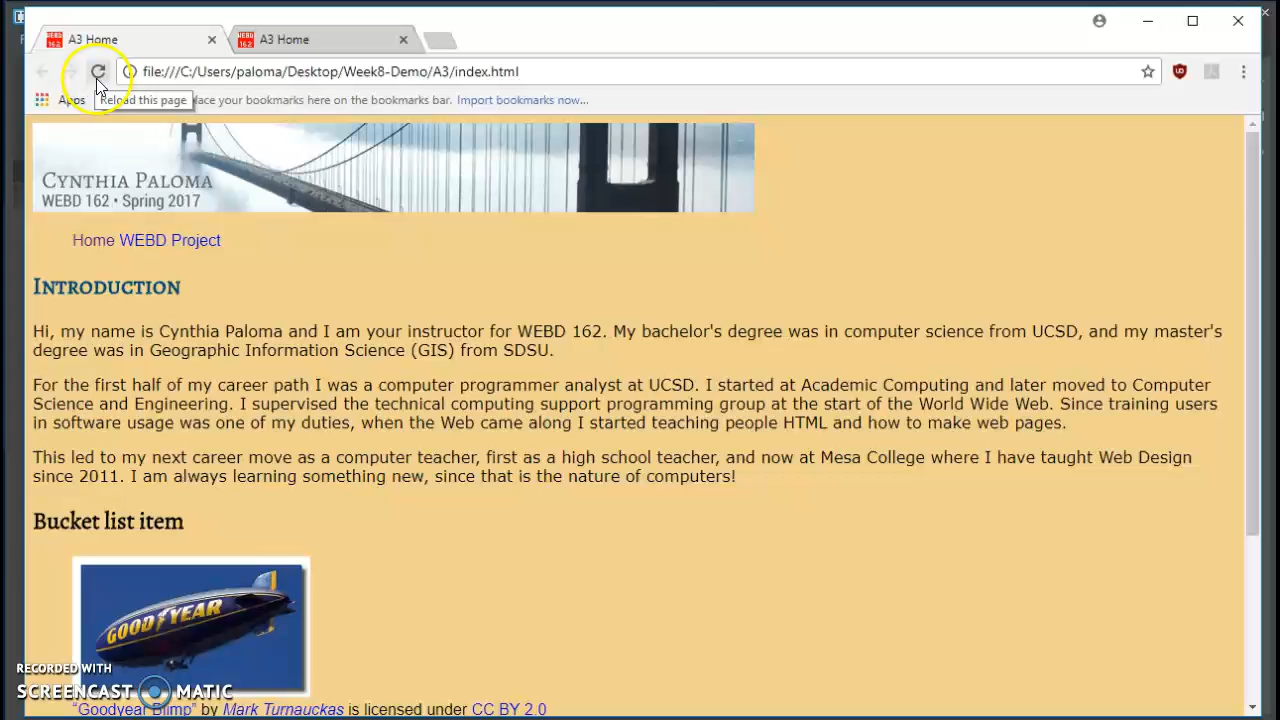 WEBD 162 A3 Home WEBD 162 A3 Home
file:///C:/Users/paloma/Desktop/Week8-Demo/A3/index.html
Apps Reload this page lace your bookmarks here on the bookmarks bar. Import bookmarks now...
CYNTHIA PALOMA
WEBD 162 • Spring 2017
Home WEBD Project
INTRODUCTION
Hi, my name is Cynthia Paloma and I am your instructor for WEBD 162. My bachelor's degree was in computer science from UCSD, and my master's
degree was in Geographic Information Science (GIS) from SDSU.
For the first half of my career path I was a computer programmer analyst at UCSD. I started at Academic Computing and later moved to Computer
Science and Engineering. I supervised the technical computing support programming group at the start of the World Wide Web. Since training users
in software usage was one of my duties, when the Web came along I started teaching people HTML and how to make web pages.
This led to my next career move as a computer teacher, first as a high school teacher, and now at Mesa College where I have taught Web Design
since 2011. I am always learning something new, since that is the nature of computers!
Bucket list item
GOODYEAR
RECORDED WITH
SCREENCAST MATIC
“Goodyear Blimp” by Mark Turnauckas is licensed under CC BY 2.0